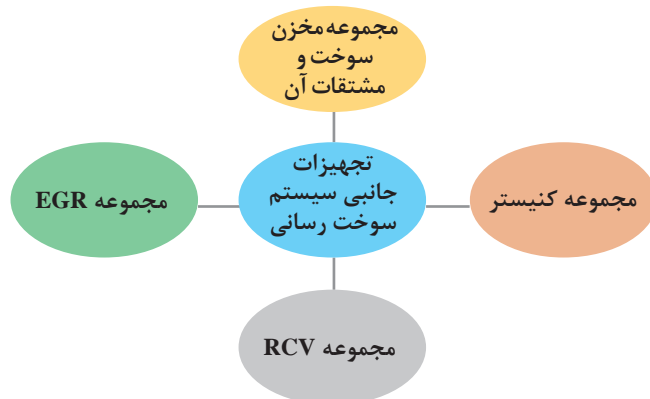 مجموعه مخزن
سوخت و
مشتقات آن
تجهیزات
جانبی سیستم
سوخت رسانی
مجموعه کنیستر
مجموعه EGR
مجموعه RCV